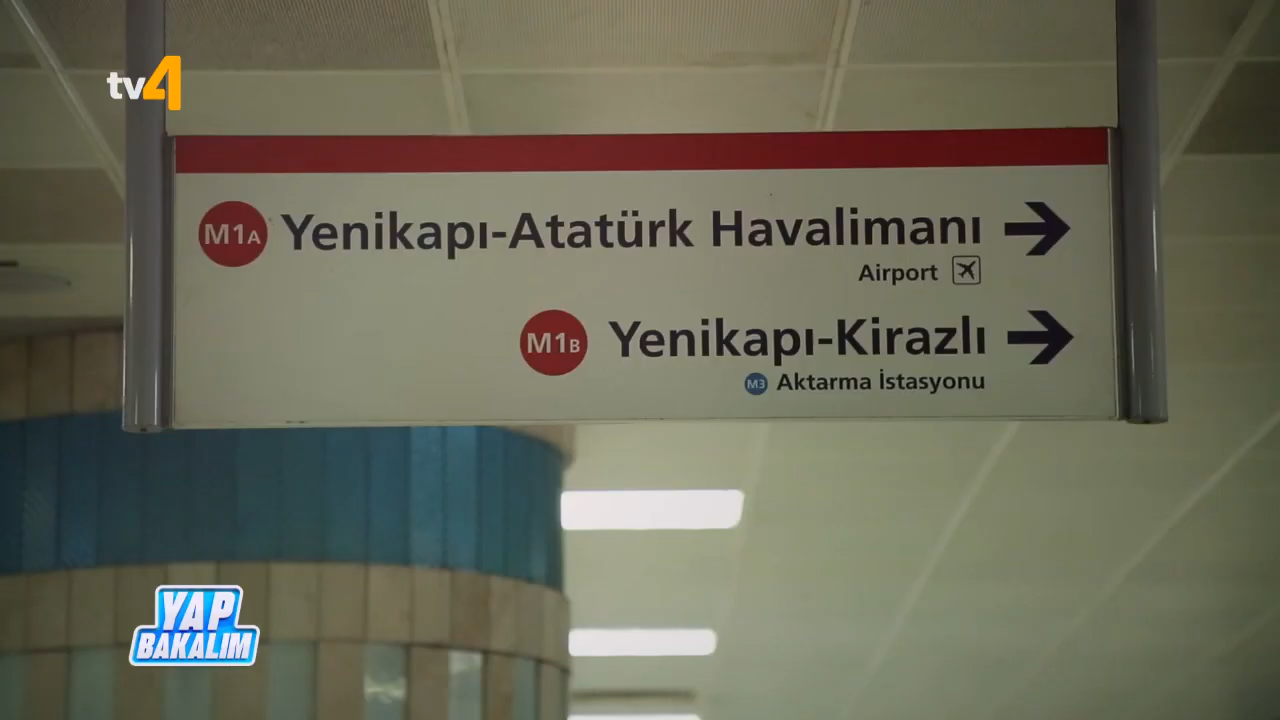 tv4
M1A Yenikapı-Atatürk Havalimanı
Airport
M1B Yenikapı-Kirazlı
M3 Aktarma İstasyonu
YAP
BAKALIM